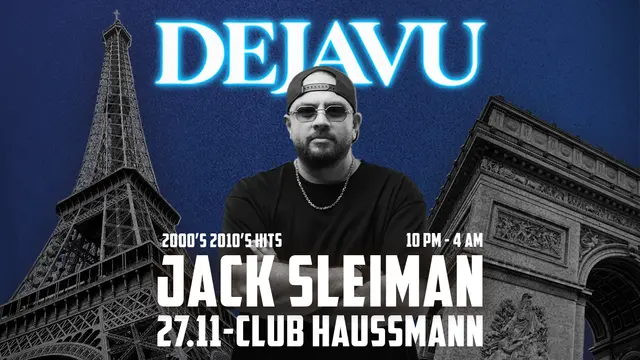 DEJAVU
2000'S 2010'S HITS 10 PM - 4 AM
JACK SLEIMAN
27.11-CLUB HAUSSMANN